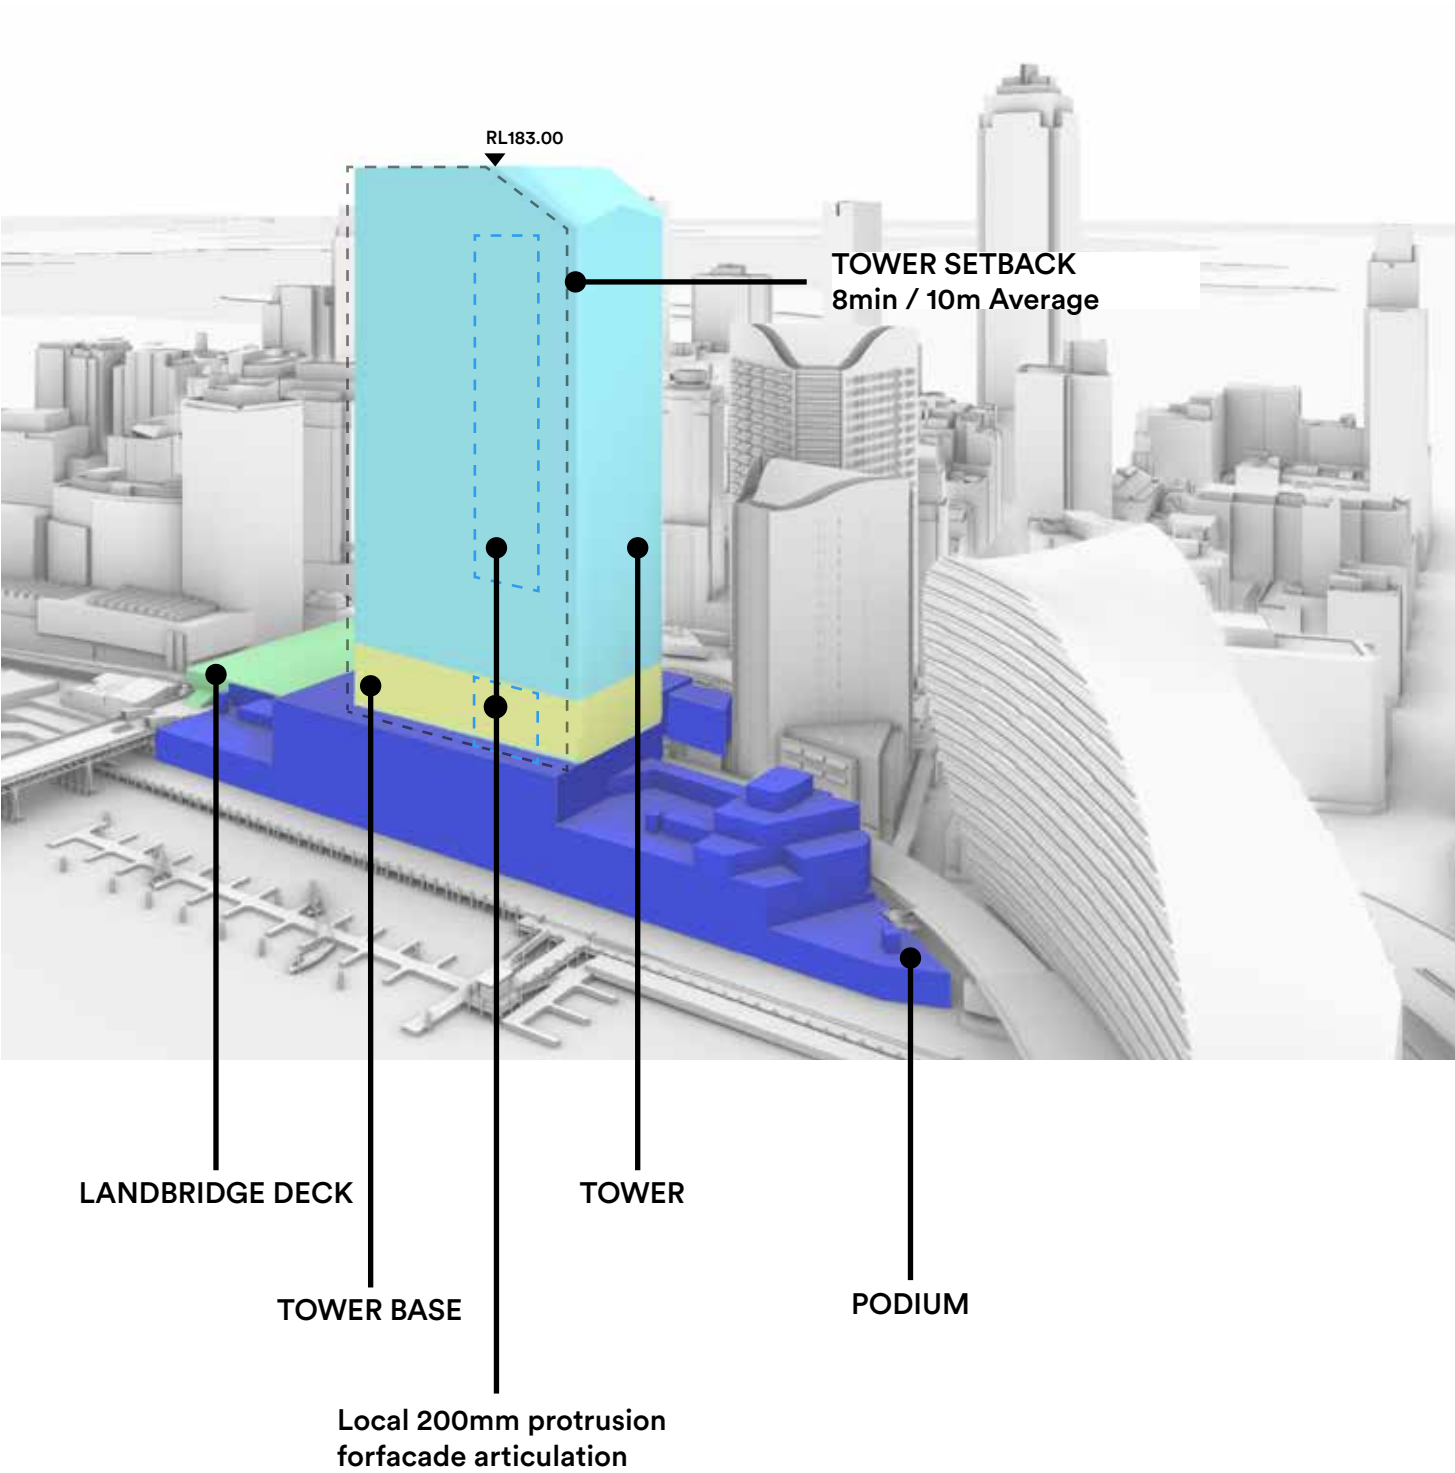 RL183.00
TOWER SETBACK
8min / 10m Average
LANDBRIDGE DECK
TOWER
TOWER BASE
PODIUM
Local 200mm protrusion
forfacade articulation